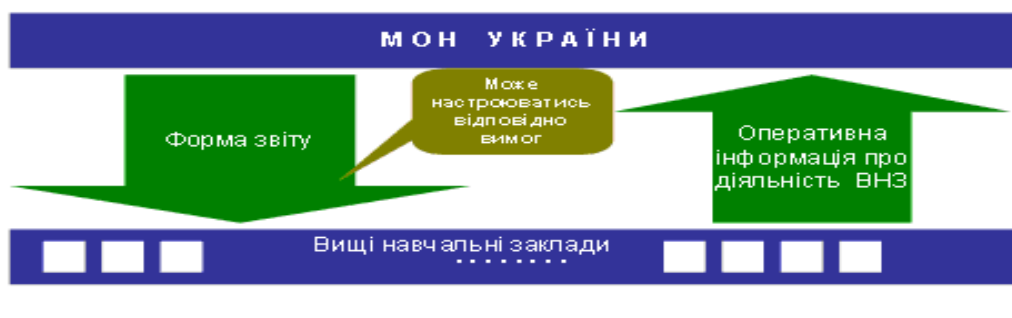 МОН УКРАЇНИ
Може
настроюватись
відповідно
вимог
Форма звіту
Оперативна
інформація про
діяльність ВНЗ
Вищі навчальні заклади
. . . . . . . .